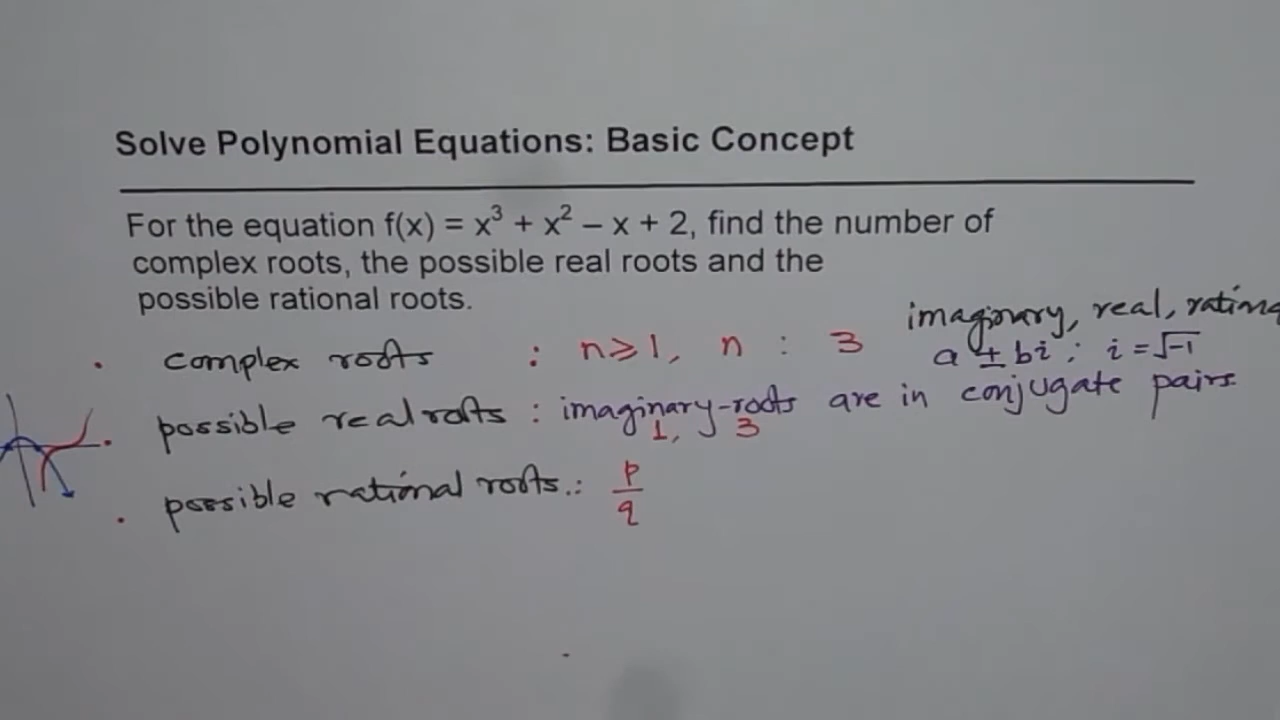 Solve Polynomial Equations: Basic Concept
For the equation f(x) = x³ + x² – x + 2, find the number of
complex roots, the possible real roots and the
possible rational roots.
imaginary, real,
• complex roots : n≥1, n : 3
a ± bi ; i = √-1
• possible real roots : imaginary-roots are in conjugate pairs
1, 3
• possible rational roots.: p/q